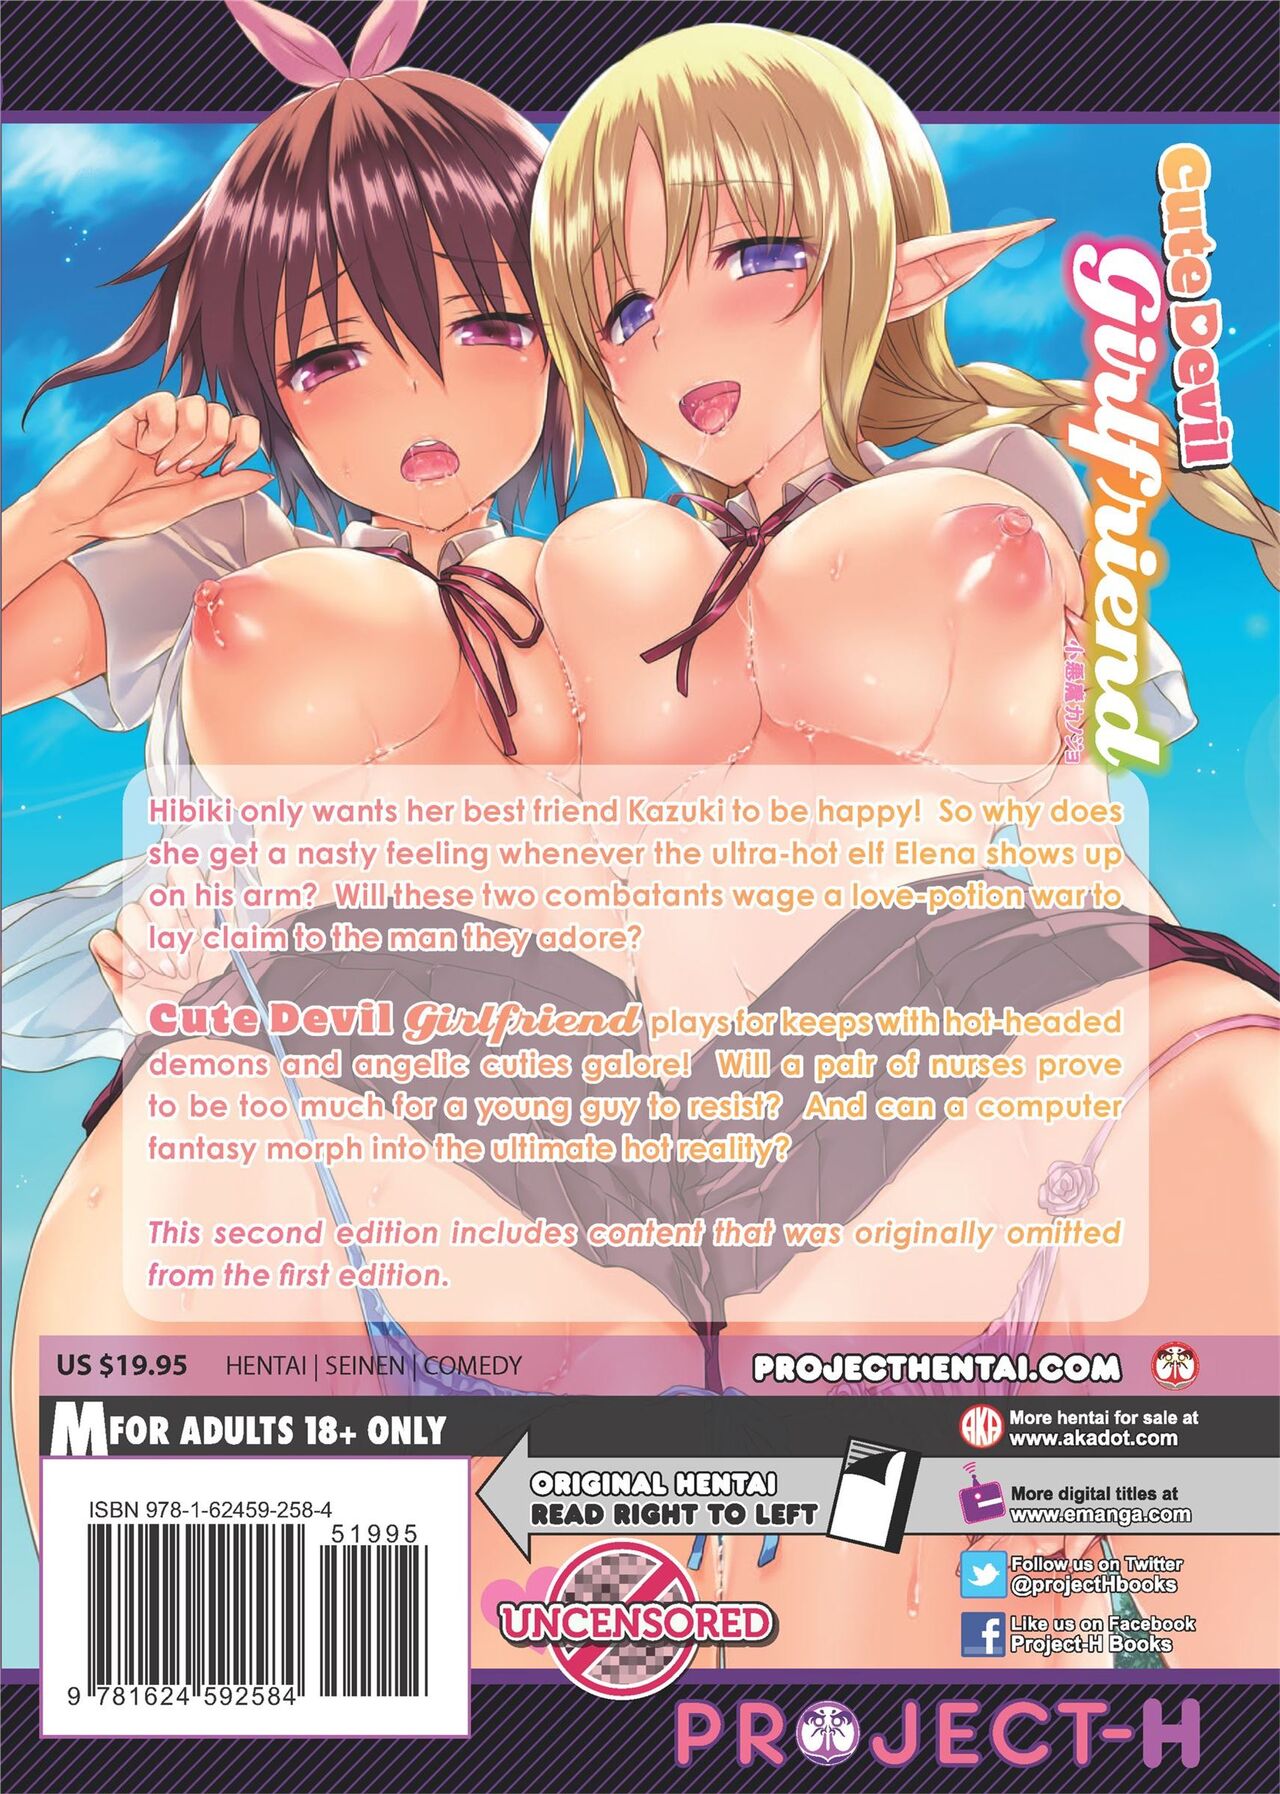 Cute Devil
Girlfriend
小悪魔カノジョ
Hibiki only wants her best friend Kazuki to be happy! So why does
she get a nasty feeling whenever the ultra-hot elf Elena shows up
on his arm? Will these two combatants wage a love-potion war to
lay claim to the man they adore?
Cute Devil Girlfriend plays for keeps with hot-headed
demons and angelic cuties galore! Will a pair of nurses prove
to be too much for a young guy to resist? And can a computer
fantasy morph into the ultimate hot reality?
This second edition includes content that was originally omitted
from the first edition.
US $19.95 HENTAI | SEINEN | COMEDY
PROJECTHENTAI.COM
M FOR ADULTS 18+ ONLY
ISBN 978-1-62459-258-4
51995
9 781624 592584
ORIGINAL HENTAI
READ RIGHT TO LEFT
UNCENSORED
AKA
More hentai for sale at
www.akadot.com
More digital titles at
www.emanga.com
Follow us on Twitter
@projectHbooks
Like us on Facebook
Project-H Books
PROJECT-H